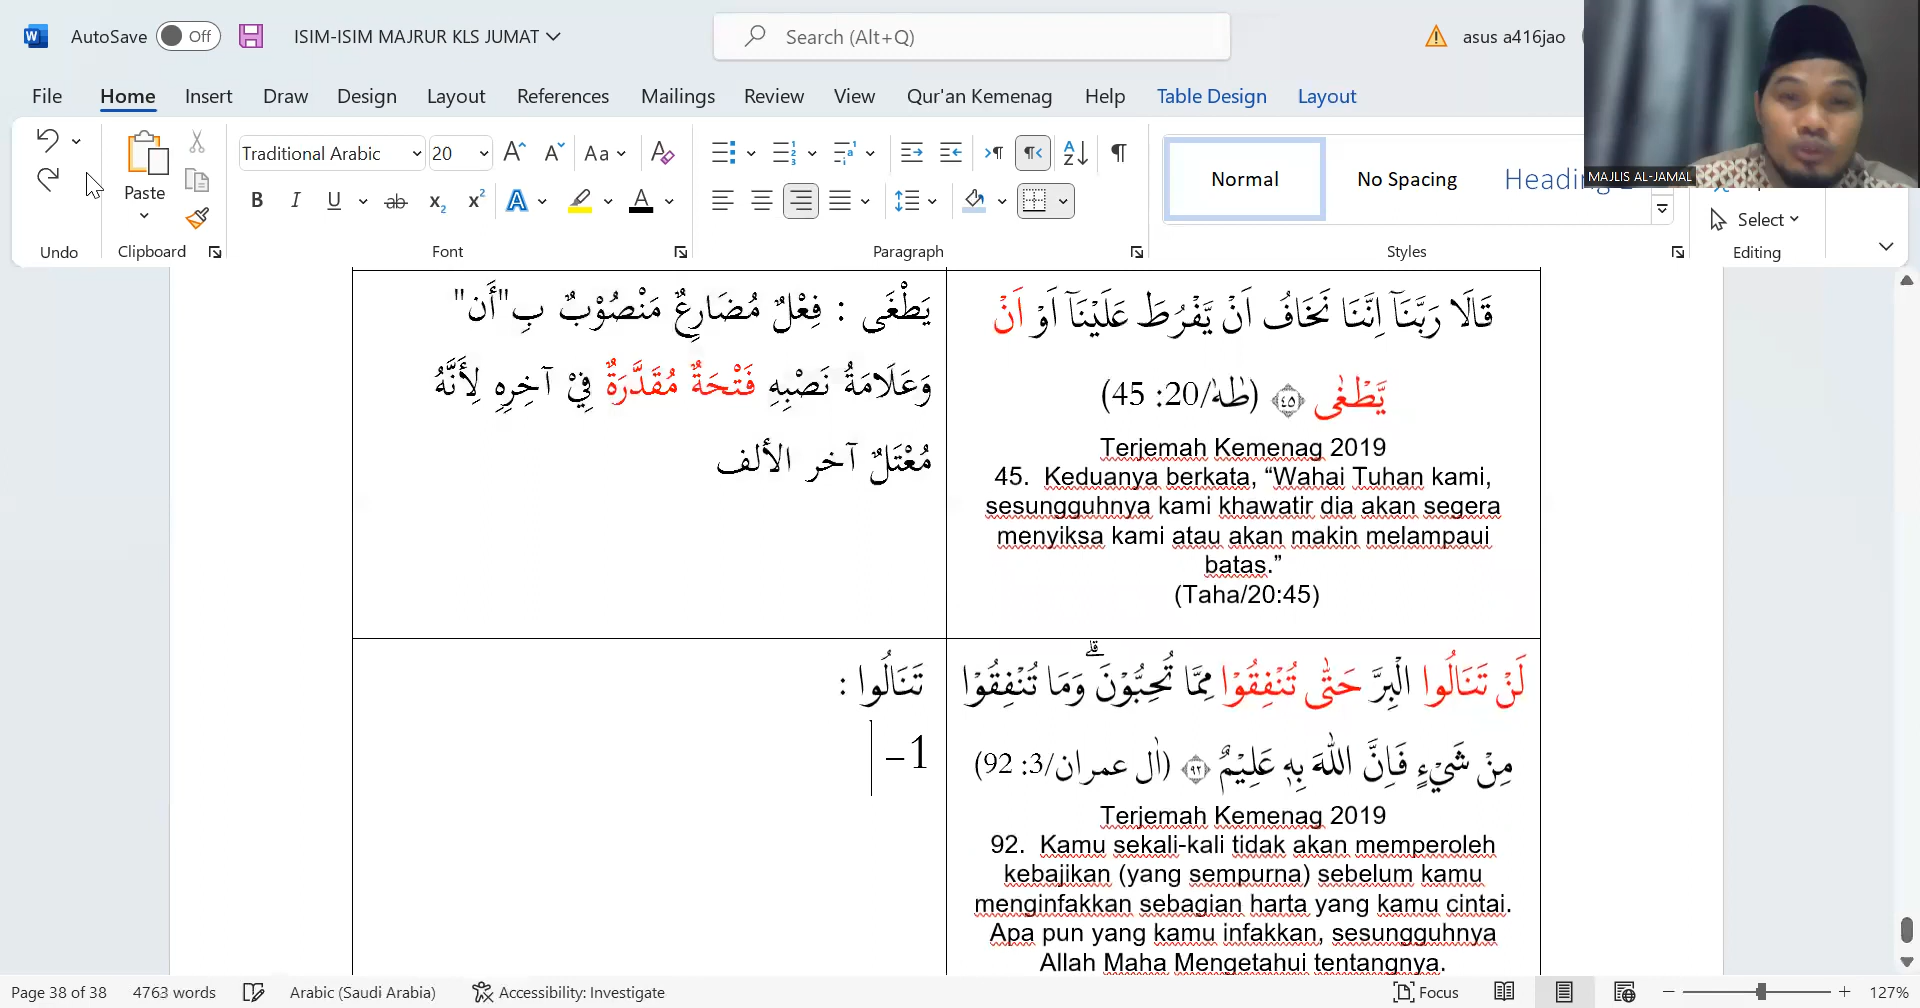 AutoSave Off ISIM-ISIM MAJRUR KLS JUMAT Search (Alt+Q) asus a416jao
File Home Insert Draw Design Layout References Mailings Review View Qur'an Kemenag Help Table Design Layout
MAJLIS AL-JAMAL
Paste Traditional Arabic 20 Aa Normal No Spacing Heading
B I U ab x₂ x² A A Select
Undo Clipboard Font Paragraph Styles Editing
قَالَا رَبَّنَآ اِنَّنَا نَخَافُ اَنْ يَّفْرُطَ عَلَيْنَآ اَوْ اَنْ
يَّطْغٰى ٤٥ (طٰهٰ/20: 45)
Terjemah Kemenag 2019
45. Keduanya berkata, “Wahai Tuhan kami,
sesungguhnya kami khawatir dia akan segera
menyiksa kami atau akan makin melampaui
batas.”
(Taha/20:45)
يَطْغَى : فِعْلٌ مُضَارِعٌ مَنْصُوْبٌ بِ"أَن"
وَعَلَامَةُ نَصْبِهِ فَتْحَةٌ مُقَدَّرَةٌ فِيْ آخِرِهِ لِأَنَّهُ
مُعْتَلٌ آخر الألف
لَنْ تَنَالُوا الْبِرَّ حَتّٰى تُنْفِقُوْا مِمَّا تُحِبُّوْنَ ۗوَمَا تُنْفِقُوْا
مِنْ شَيْءٍ فَاِنَّ اللّٰهَ بِهٖ عَلِيْمٌ ٩٢ (اٰل عمران/3: 92)
Terjemah Kemenag 2019
92. Kamu sekali-kali tidak akan memperoleh
kebajikan (yang sempurna) sebelum kamu
menginfakkan sebagian harta yang kamu cintai.
Apa pun yang kamu infakkan, sesungguhnya
Allah Maha Mengetahui tentangnya.
تَنَالُوا :
1–
Page 38 of 38 4763 words Arabic (Saudi Arabia) Accessibility: Investigate Focus 127%